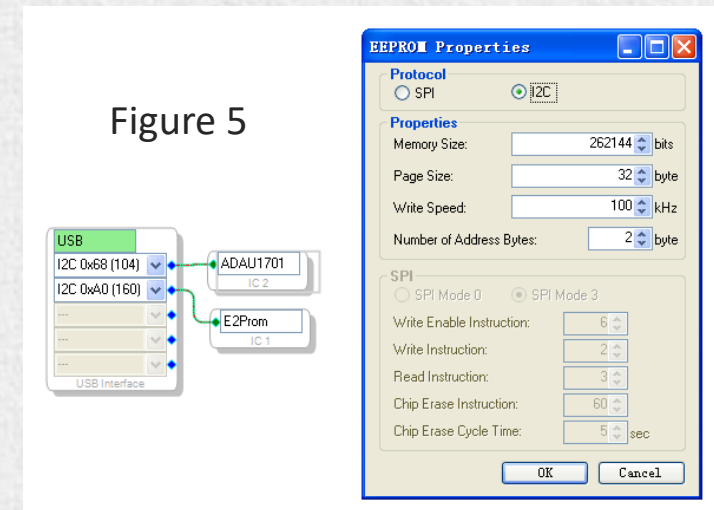 Figure 5
USB
I2C 0x68 (104)
I2C 0xA0 (160)
---
---
---
USB Interface
ADAU1701
IC 2
E2Prom
IC 1
EEPROM Properties
Protocol
SPI I2C
Properties
Memory Size: 262144 bits
Page Size: 32 byte
Write Speed: 100 kHz
Number of Address Bytes: 2 byte
SPI
SPI Mode 0 SPI Mode 3
Write Enable Instruction: 6
Write Instruction: 2
Read Instruction: 3
Chip Erase Instruction: 60
Chip Erase Cycle Time: 5 sec
OK Cancel